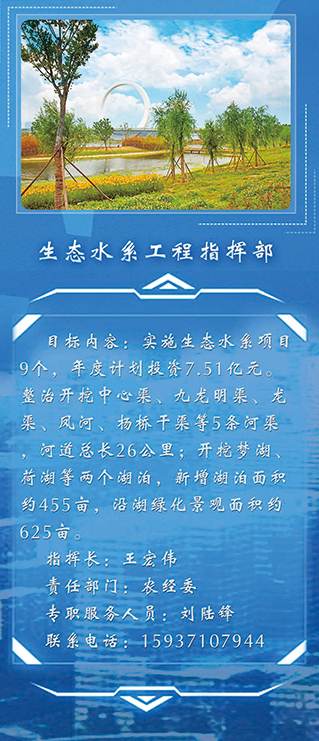 生态水系工程指挥部
目标内容：实施生态水系项目
9个，年度计划投资7.51亿元。
整治开挖中心渠、九龙明渠、龙
渠、凤河、杨桥干渠等5条河渠
，河道总长26公里；开挖梦湖、
荷湖等两个湖泊，新增湖泊面积
约455亩，沿湖绿化景观面积约
625亩。
指挥长：王宏伟
责任部门：农经委
专职服务人员：刘陆锋
联系电话：15937107944